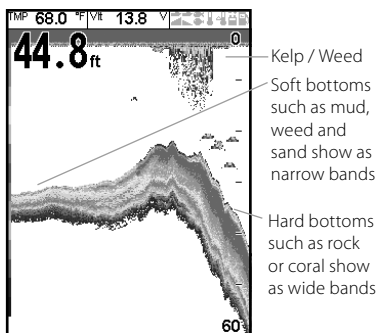 TMP 68.0 °F Vlt 13.8 V
0
44.8ft
Kelp / Weed
Soft bottoms
such as mud,
weed and
sand show as
narrow bands
Hard bottoms
such as rock
or coral show
as wide bands
60